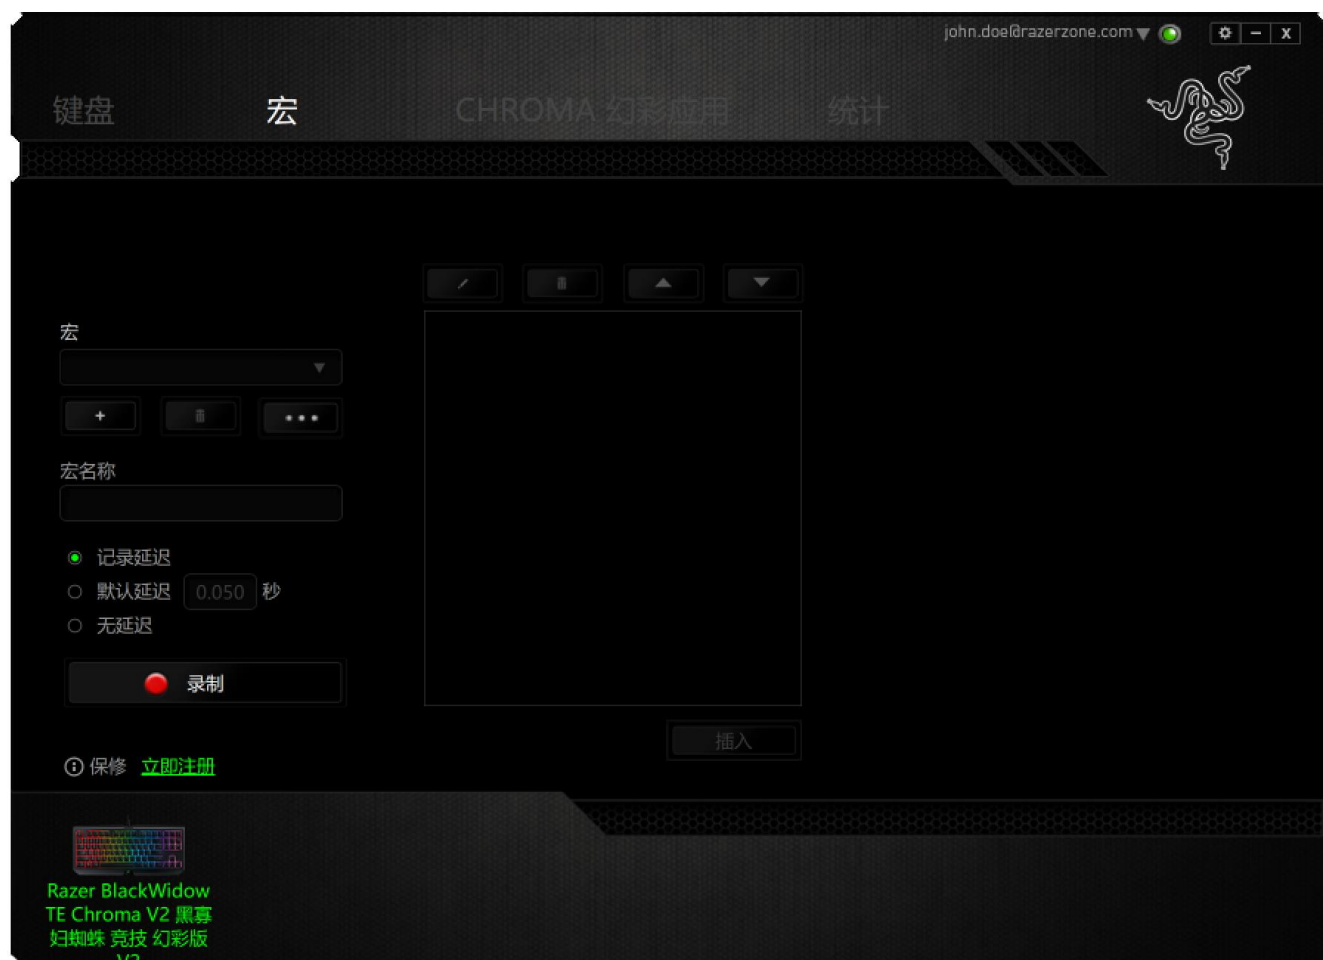 john.doe@razerzone.com
键盘 宏 CHROMA 幻彩应用 统计
宏
宏名称
记录延迟
默认延迟 0.050 秒
无延迟
录制
插入
保修 立即注册
Razer BlackWidow
TE Chroma V2 黑寡
妇蜘蛛 竞技 幻彩版
V2